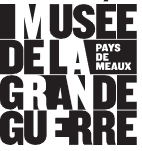 MUSÉE
DE LA PAYS DE MEAUX
GRANDE
GUERRE